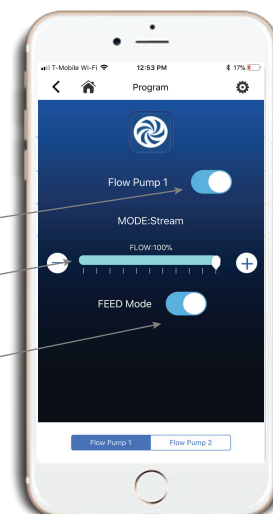 T-Mobile Wi-Fi 12:53 PM 17%
Program
Flow Pump 1
MODE:Stream
FLOW:100%
FEED Mode
Flow Pump 1 Flow Pump 2